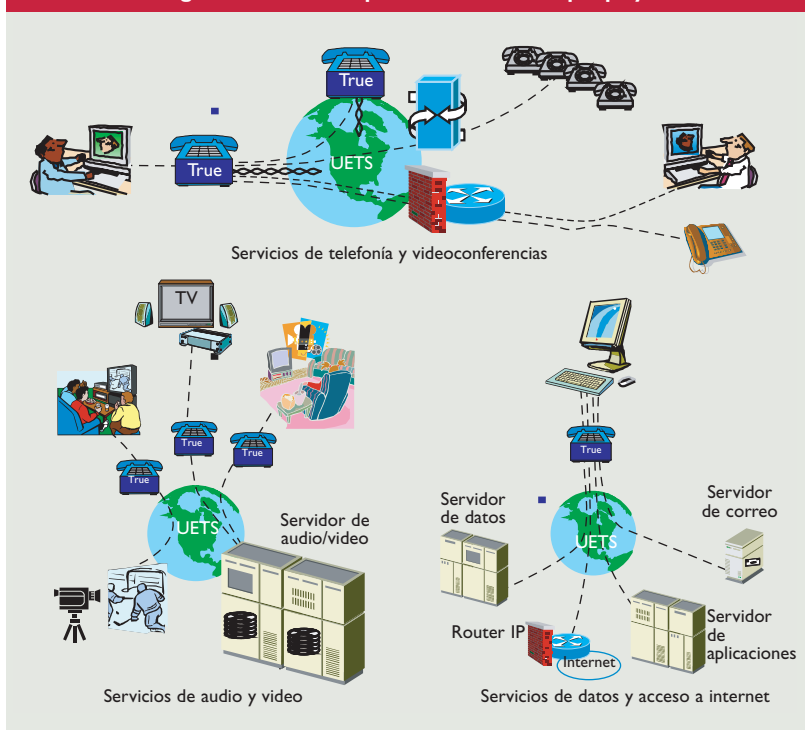 True
True
UETS
Servicios de telefonía y videoconferencias
TV
True
True
True
UETS
Servidor de
audio/video
Servicios de audio y video
True
Servidor
de datos
UETS
Servidor
de correo
Router IP
Internet
Servidor
de
aplicaciones
Servicios de datos y acceso a internet